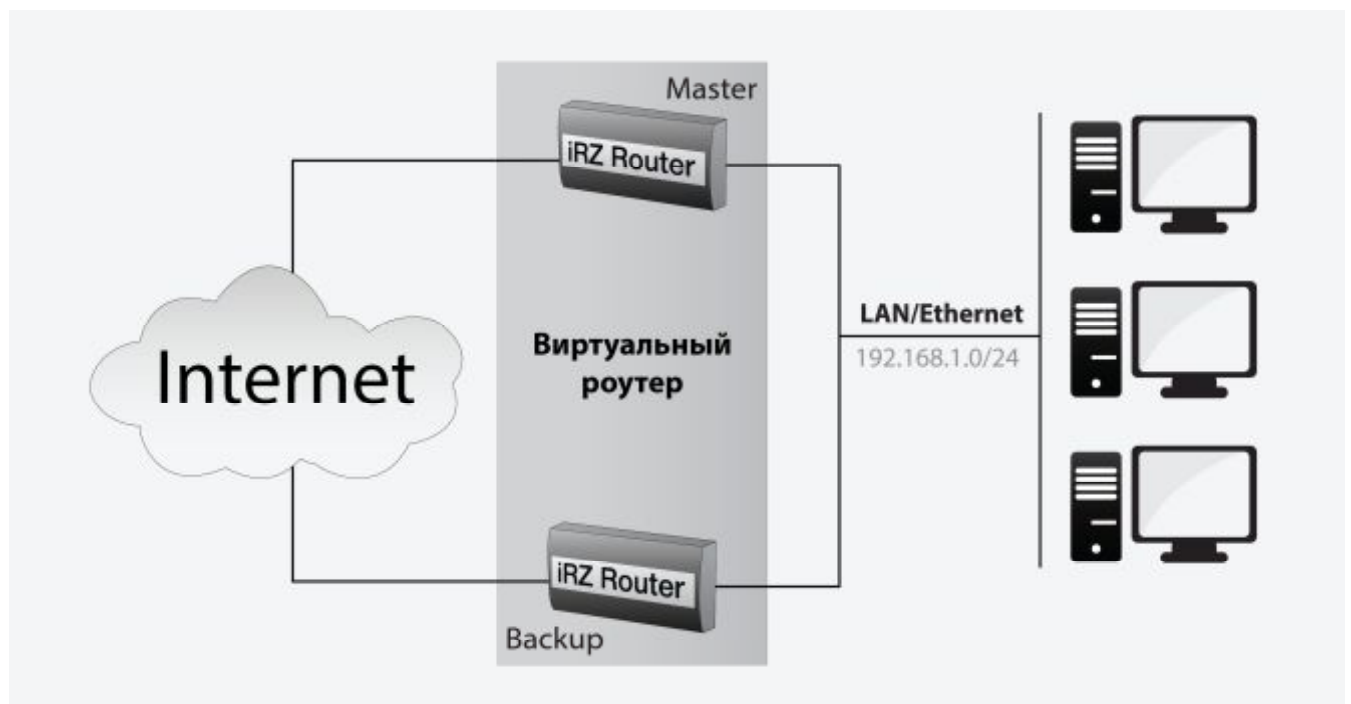 Master
iRZ Router
Internet
Виртуальный
роутер
LAN/Ethernet
192.168.1.0/24
iRZ Router
Backup